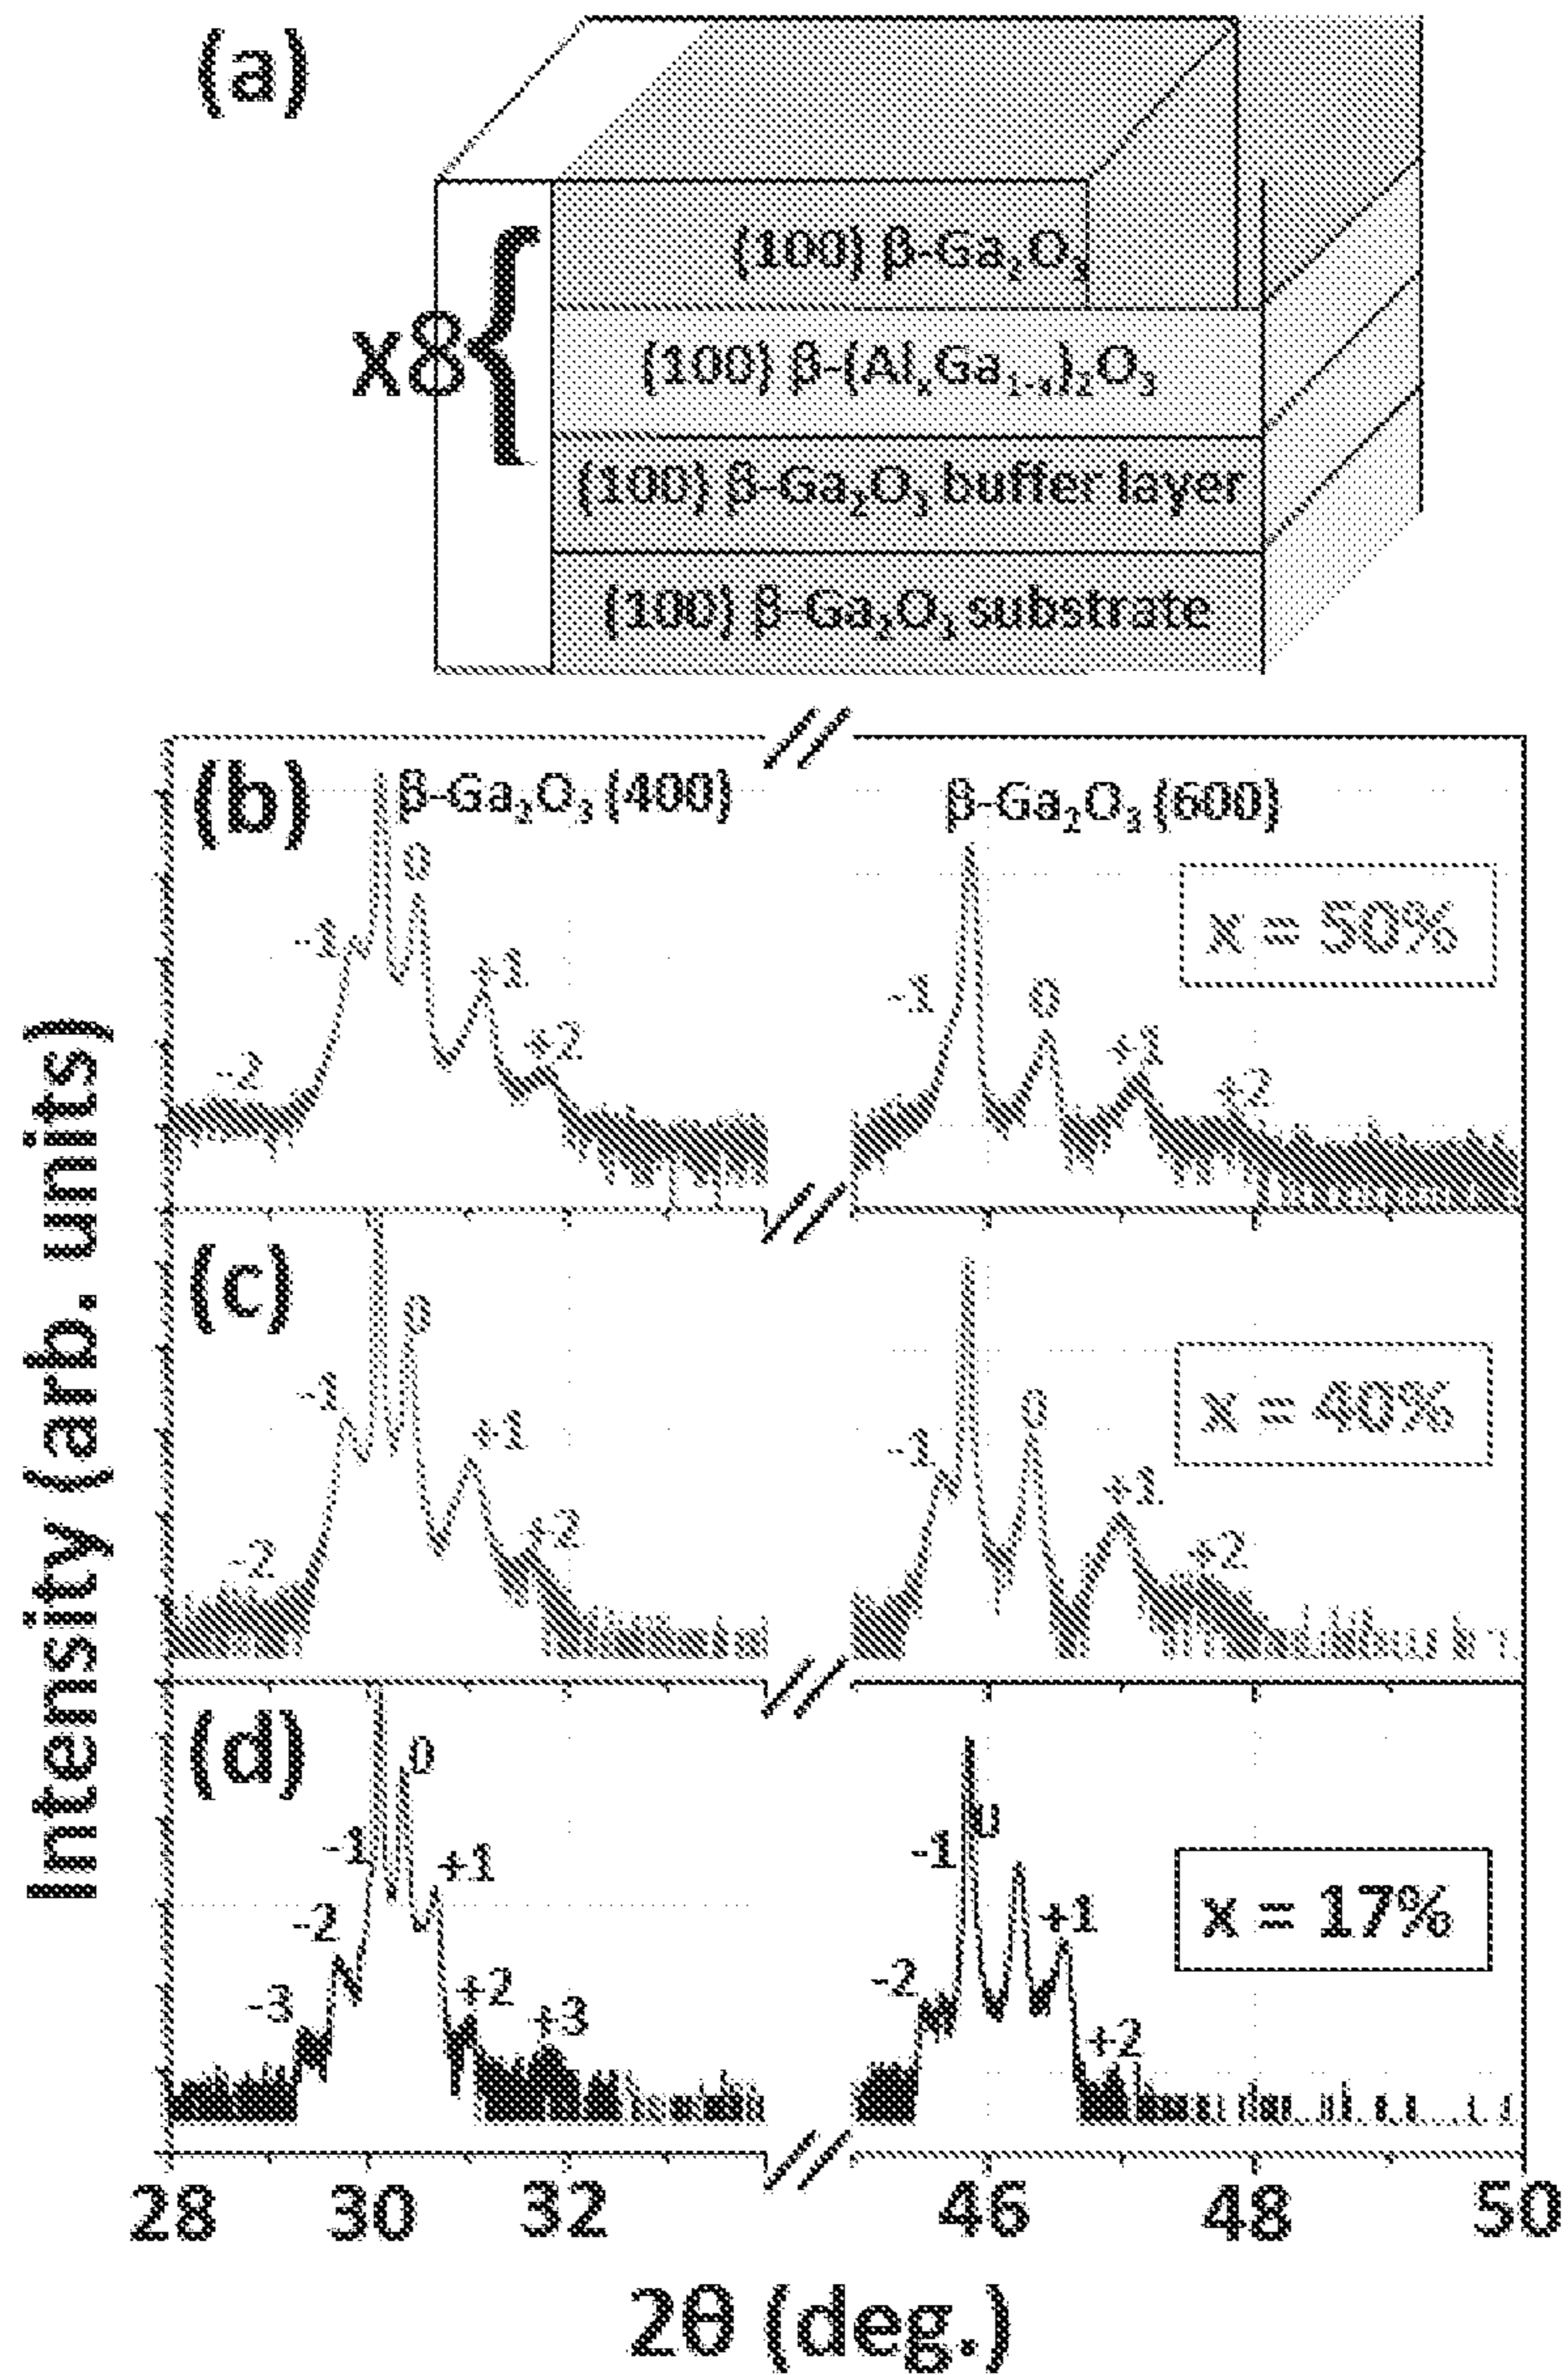 (a)
x8{
(100) β-Ga₂O₃
(100) β-(AlₓGa₁₋ₓ)₂O₃
(100) β-Ga₂O₃ buffer layer
(100) β-Ga₂O₃ substrate
Intensity (arb. units)
(b)
β-Ga₂O₃ (400)
β-Ga₂O₃ (600)
x = 50%
-2
-1
0
+1
+2
-1
0
+1
+2
(c)
x = 40%
-2
-1
0
+1
+2
-1
0
+1
+2
(d)
x = 17%
-3
-2
-1
0
+1
+2
+3
-2
-1
0
+1
+2
28 30 32 46 48 50
2θ (deg.)